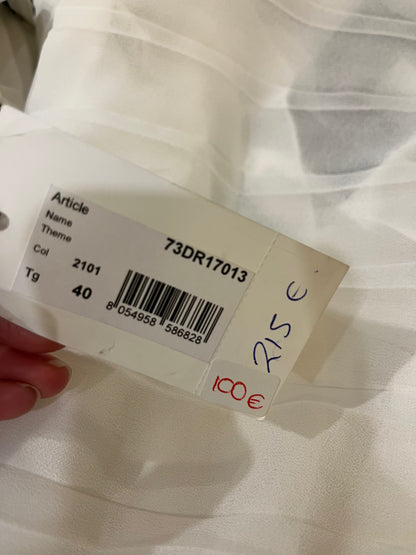 Article
73DR17013
Name
Theme
Col 2101
Tg 40
8 054958 586828
215 €
100€